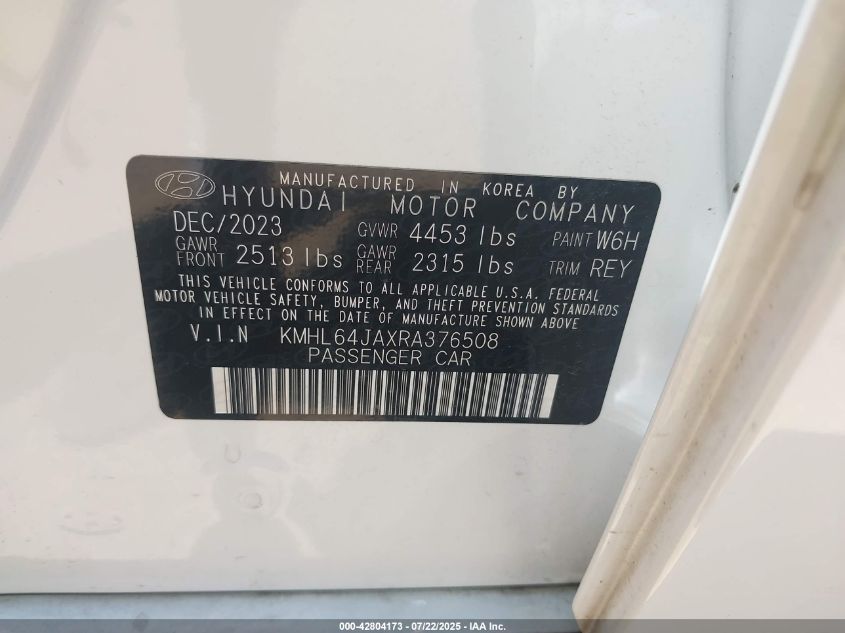 MANUFACTURED IN KOREA BY
HYUNDAI MOTOR COMPANY
DEC/2023 GVWR 4453 lbs PAINT W6H
GAWR FRONT 2513 lbs GAWR REAR 2315 lbs TRIM REY
THIS VEHICLE CONFORMS TO ALL APPLICABLE U.S.A. FEDERAL
MOTOR VEHICLE SAFETY, BUMPER, AND THEFT PREVENTION STANDARDS
IN EFFECT ON THE DATE OF MANUFACTURE SHOWN ABOVE
V.I.N KMHL64JAXRA376508
PASSENGER CAR
000-42804173 - 07/22/2025 - IAA Inc.